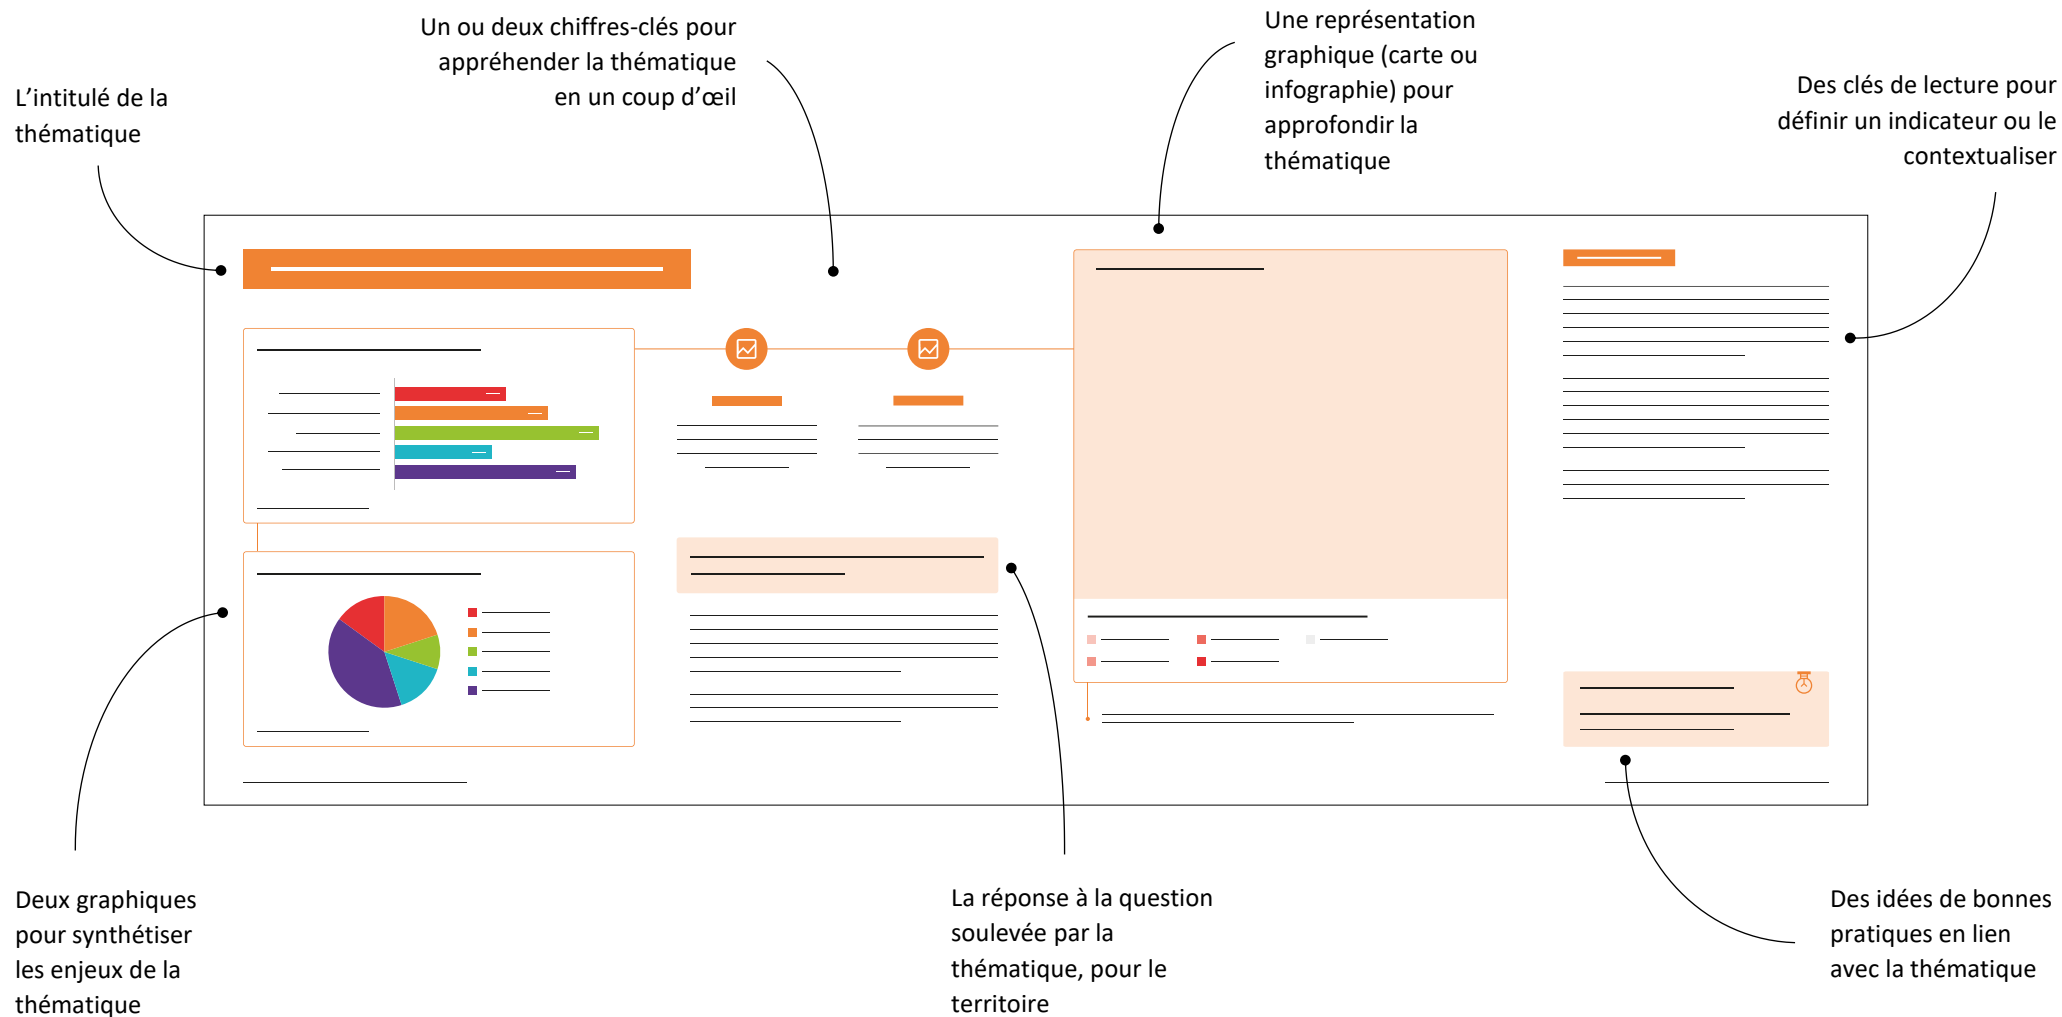 L’intitulé de la
thématique
Un ou deux chiffres-clés pour
appréhender la thématique
en un coup d’œil
Une représentation
graphique (carte ou
infographie) pour
approfondir la
thématique
Des clés de lecture pour
définir un indicateur ou le
contextualiser
Deux graphiques
pour synthétiser
les enjeux de la
thématique
La réponse à la question
soulevée par la
thématique, pour le
territoire
Des idées de bonnes
pratiques en lien
avec la thématique